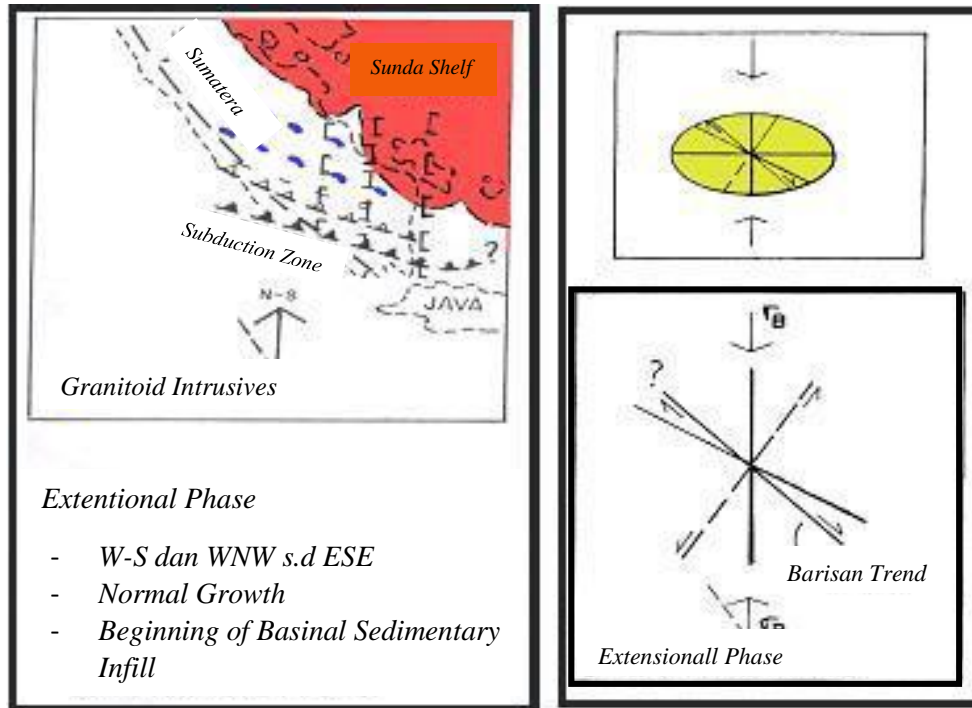 Sumatera
Sunda Shelf
Subduction Zone
?
?
N-S
JAVA
Granitoid Intrusives
Extentional Phase
- W-S dan WNW s.d ESE
- Normal Growth
- Beginning of Basinal Sedimentary
Infill
?
Barisan Trend
Extensionall Phase